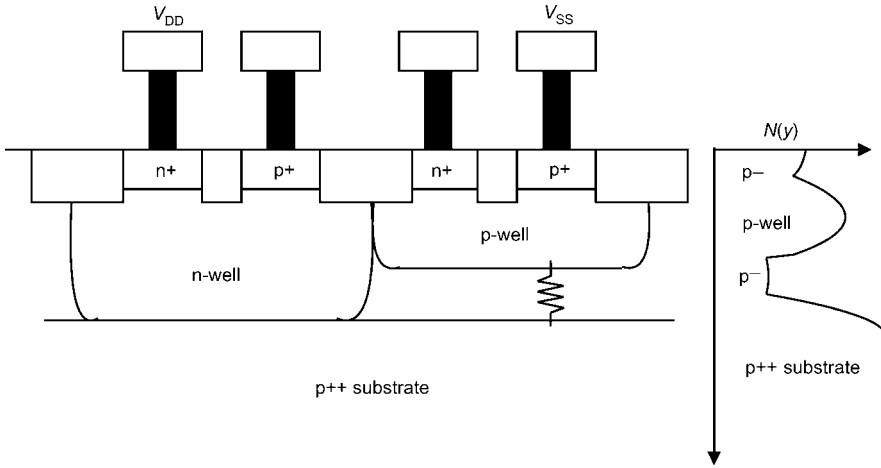 V_DD
V_SS
N(y)
n+
p+
n+
p+
p−
p-well
p-well
n-well
p−
p++ substrate
p++ substrate